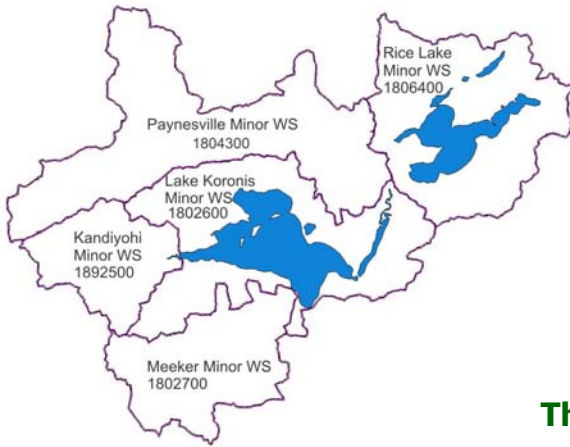 Rice Lake
Minor WS
1806400
Paynesville Minor WS
1804300
Lake Koronis
Minor WS
1802600
Kandiyohi
Minor WS
1892500
Meeker Minor WS
1802700
Th